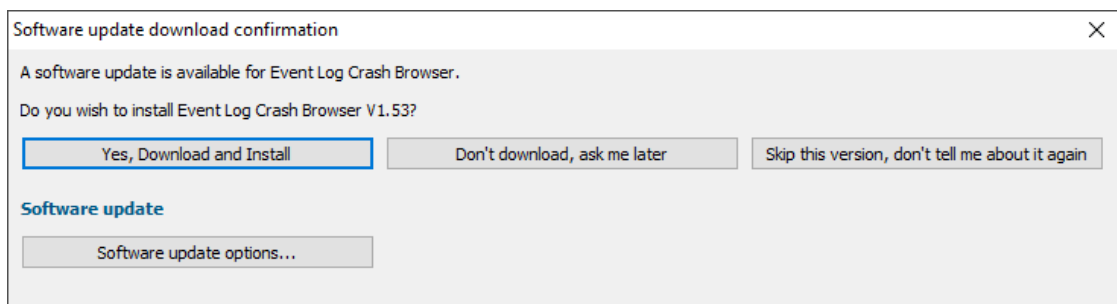 Software update download confirmation
A software update is available for Event Log Crash Browser.
Do you wish to install Event Log Crash Browser V1.53?
Yes, Download and Install
Don't download, ask me later
Skip this version, don't tell me about it again
Software update
Software update options...